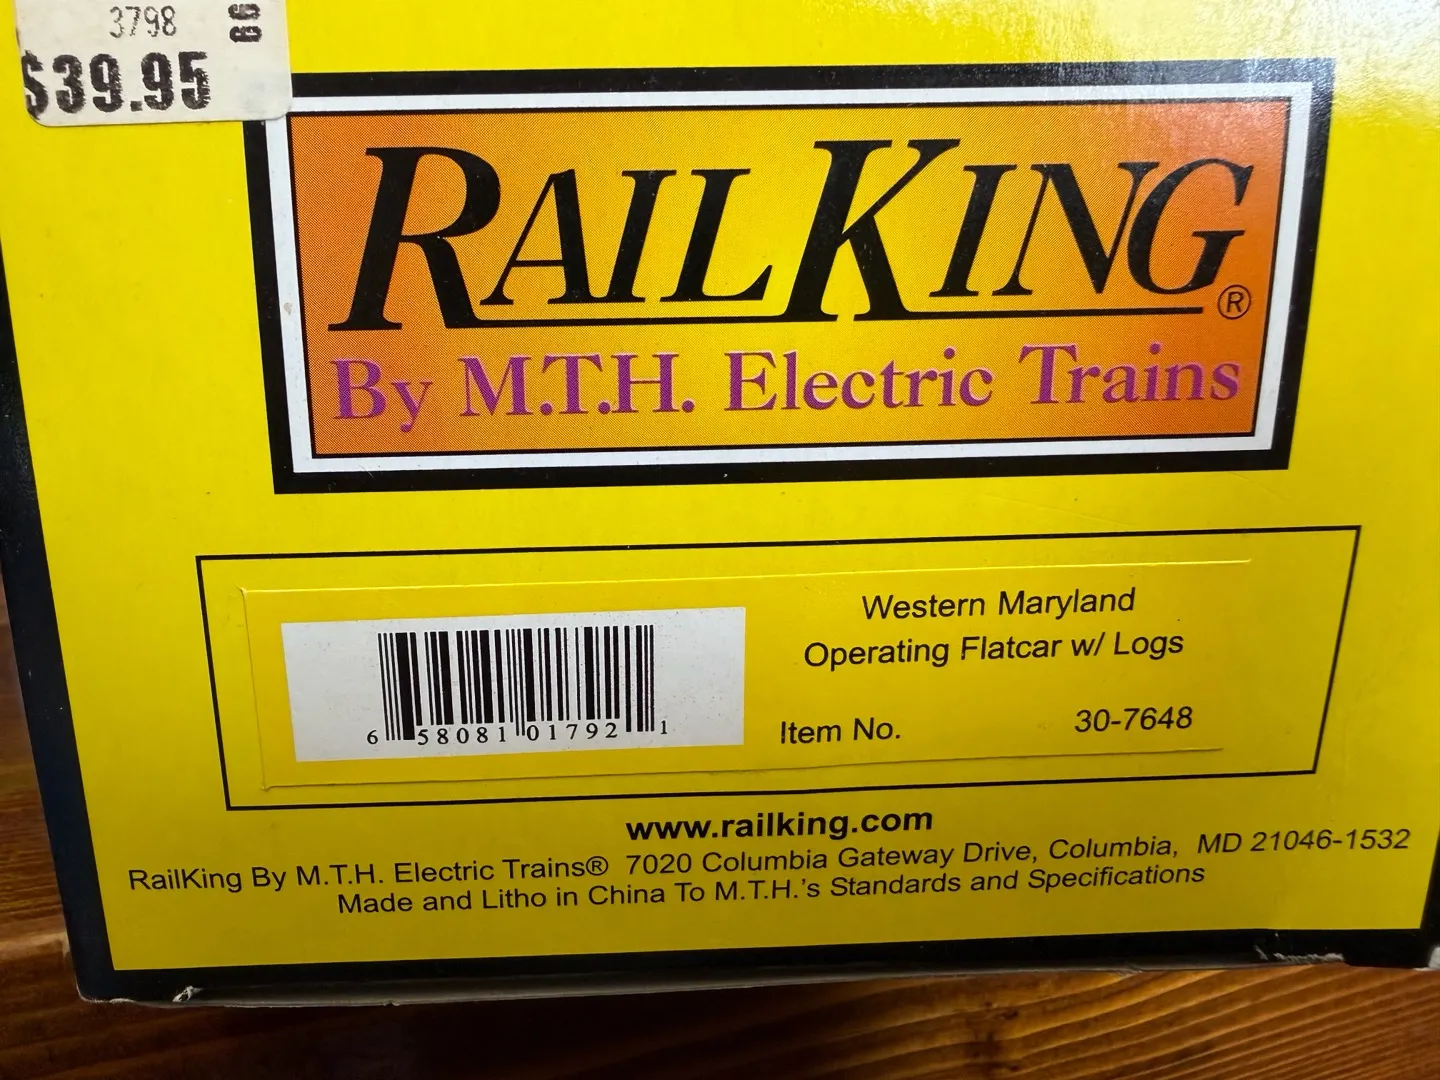 3798
$39.95
RAILKING®
By M.T.H. Electric Trains
Western Maryland
Operating Flatcar w/ Logs
6 58081 01792 1
Item No. 30-7648
www.railking.com
RailKing By M.T.H. Electric Trains® 7020 Columbia Gateway Drive, Columbia, MD 21046-1532
Made and Litho in China To M.T.H.'s Standards and Specifications